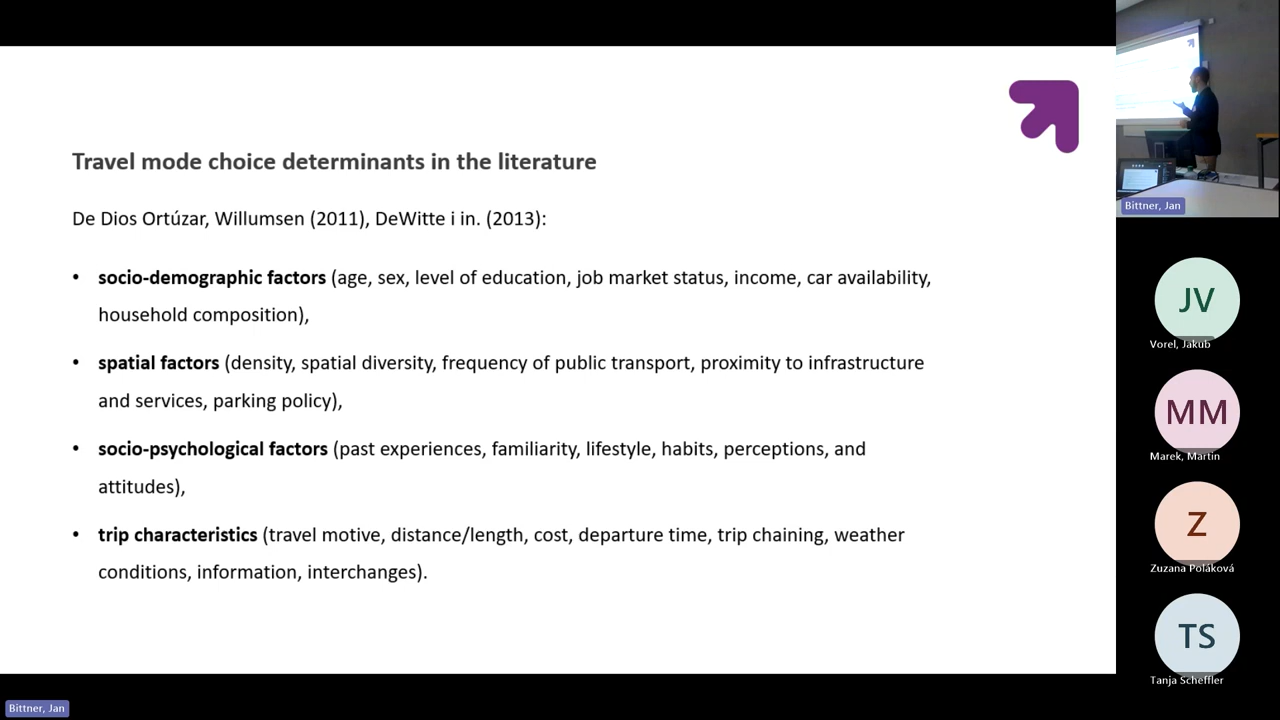 Travel mode choice determinants in the literature
De Dios Ortúzar, Willumsen (2011), DeWitte i in. (2013):
• socio-demographic factors (age, sex, level of education, job market status, income, car availability,
household composition),
• spatial factors (density, spatial diversity, frequency of public transport, proximity to infrastructure
and services, parking policy),
• socio-psychological factors (past experiences, familiarity, lifestyle, habits, perceptions, and
attitudes),
• trip characteristics (travel motive, distance/length, cost, departure time, trip chaining, weather
conditions, information, interchanges).
Bittner, Jan
Bittner, Jan
JV
Vorel, Jakub
MM
Marek, Martin
Z
Zuzana Poláková
TS
Tanja Scheffler